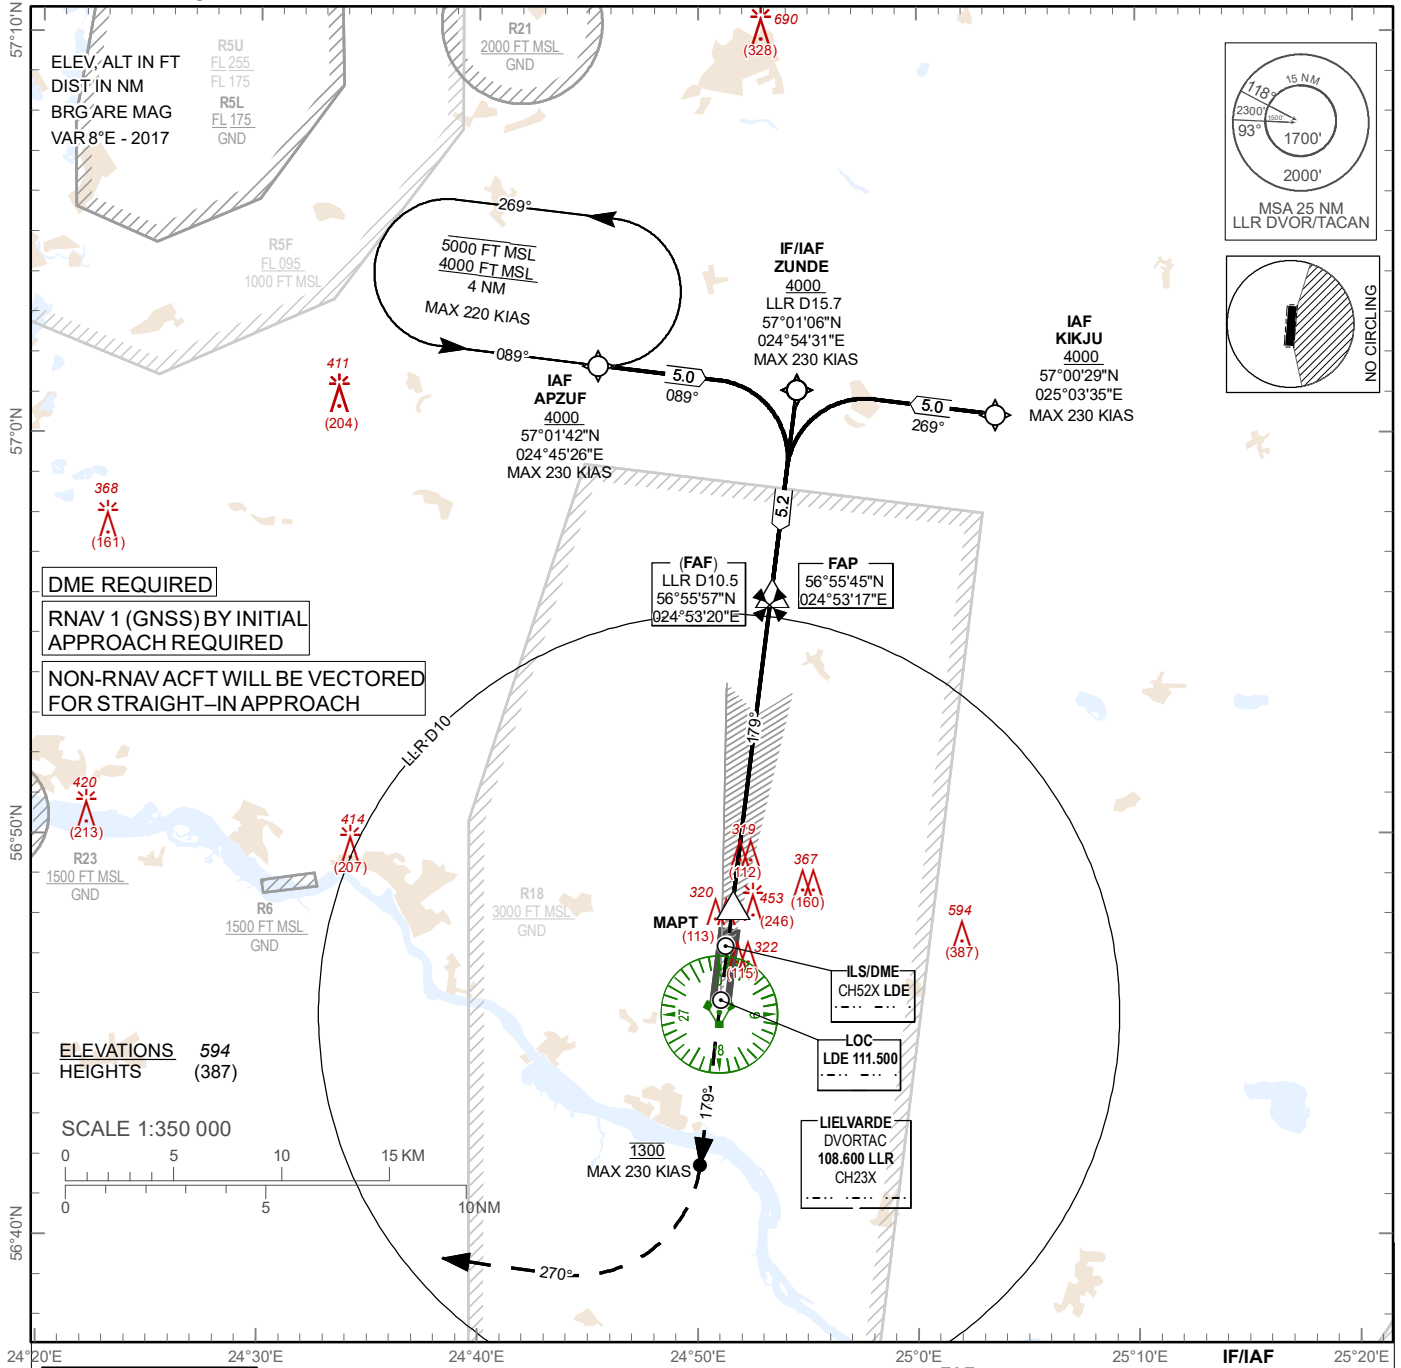 57°10'N
ELEV, ALT IN FT
DIST IN NM
BRG ARE MAG
VAR 8°E - 2017
R5U
FL 255
FL 175
R5L
FL 175
GND
R21
2000 FT MSL
GND
690
(328)
118°
15 NM
2300'
1500'
93°
1700'
2000'
MSA 25 NM
LLR DVOR/TACAN
R5F
FL 095
1000 FT MSL
269°
5000 FT MSL
4000 FT MSL
4 NM
MAX 220 KIAS
089°
IF/IAF
ZUNDE
4000
LLR D15.7
57°01'06"N
024°54'31"E
MAX 230 KIAS
IAF
KIKJU
4000
57°00'29"N
025°03'35"E
MAX 230 KIAS
NO CIRCLING
5.0
089°
5.0
269°
IAF
APZUF
4000
57°01'42"N
024°45'26"E
MAX 230 KIAS
411
(204)
57°0'N
368
(161)
5.2
DME REQUIRED
RNAV 1 (GNSS) BY INITIAL
APPROACH REQUIRED
NON-RNAV ACFT WILL BE VECTORED
FOR STRAIGHT–IN APPROACH
(FAF)
LLR D10.5
56°55'57"N
024°53'20"E
FAP
56°55'45"N
024°53'17"E
LLR D10
179°
420
(213)
56°50'N
R23
1500 FT MSL
GND
414
(207)
R6
1500 FT MSL
GND
R18
3000 FT MSL
GND
319
(112)
367
(160)
320
(113)
453
(246)
MAPT
322
(115)
594
(387)
ILS/DME
CH52X LDE
LOC
LDE 111.500
27
9
18
LIELVARDE
DVORTAC
108.600 LLR
CH23X
ELEVATIONS 594
HEIGHTS (387)
SCALE 1:350 000
0 5 10 15 KM
0 5 10 NM
179°
1300
MAX 230 KIAS
270°
56°40'N
24°20'E 24°30'E 24°40'E 24°50'E 25°0'E 25°10'E 25°20'E
IF/IAF